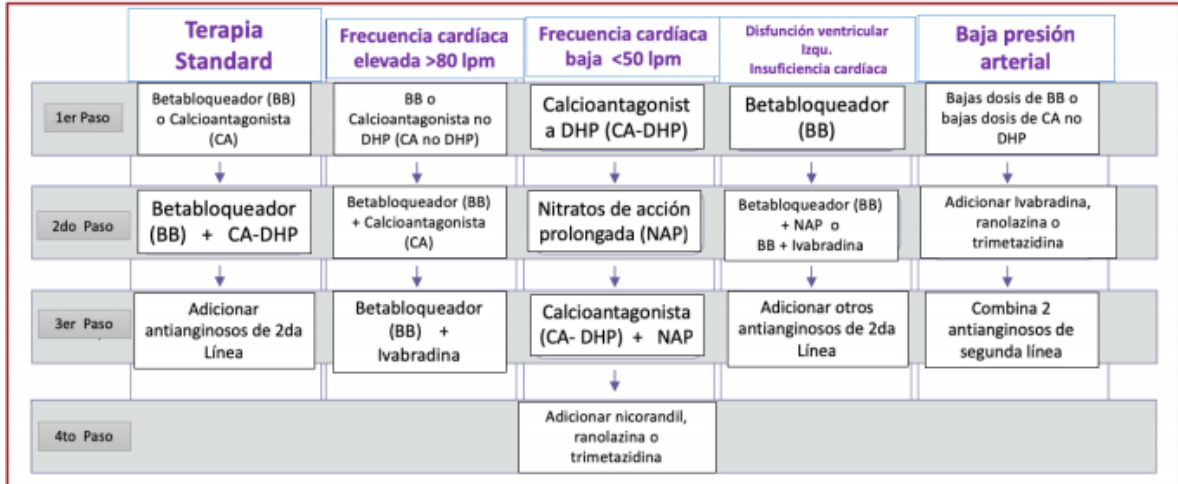 Terapia
Standard
Frecuencia cardíaca
elevada >80 lpm
Frecuencia cardíaca
baja <50 lpm
Disfunción ventricular
Izqu.
Insuficiencia cardíaca
Baja presión
arterial
1er Paso
Betabloqueador (BB)
o Calcioantagonista
(CA)
BB o
Calcioantagonista no
DHP (CA no DHP)
Calcioantagonist
a DHP (CA-DHP)
Betabloqueador
(BB)
Bajas dosis de BB o
bajas dosis de CA no
DHP
2do Paso
Betabloqueador
(BB) + CA-DHP
Betabloqueador (BB)
+ Calcioantagonista
(CA)
Nitratos de acción
prolongada (NAP)
Betabloqueador (BB)
+ NAP o
BB + Ivabradina
Adicionar Ivabradina,
ranolazina o
trimetazidina
3er Paso
Adicionar
antianginosos de 2da
Línea
Betabloqueador
(BB) +
Ivabradina
Calcioantagonista
(CA- DHP) + NAP
Adicionar otros
antianginosos de 2da
Línea
Combina 2
antianginosos de
segunda línea
4to Paso
Adicionar nicorandil,
ranolazina o
trimetazidina